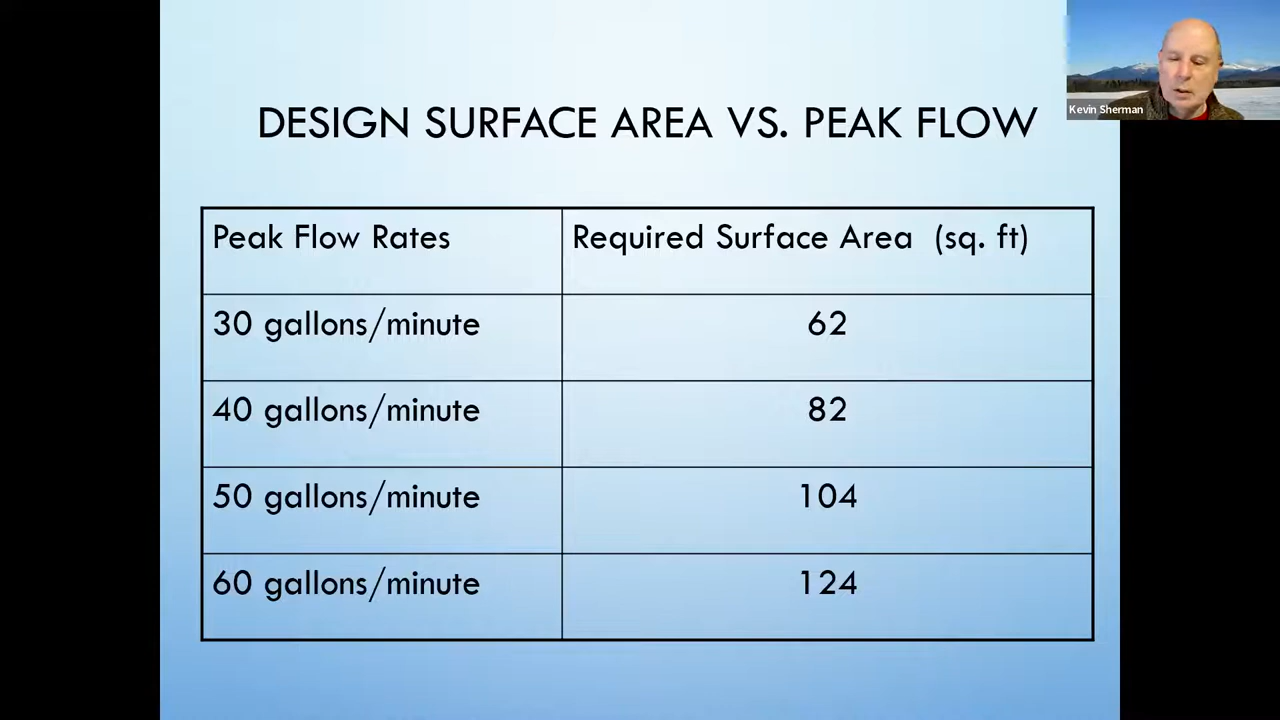 Kevin Sherman
DESIGN SURFACE AREA VS. PEAK FLOW
Peak Flow Rates
Required Surface Area (sq. ft)
30 gallons/minute
62
40 gallons/minute
82
50 gallons/minute
104
60 gallons/minute
124